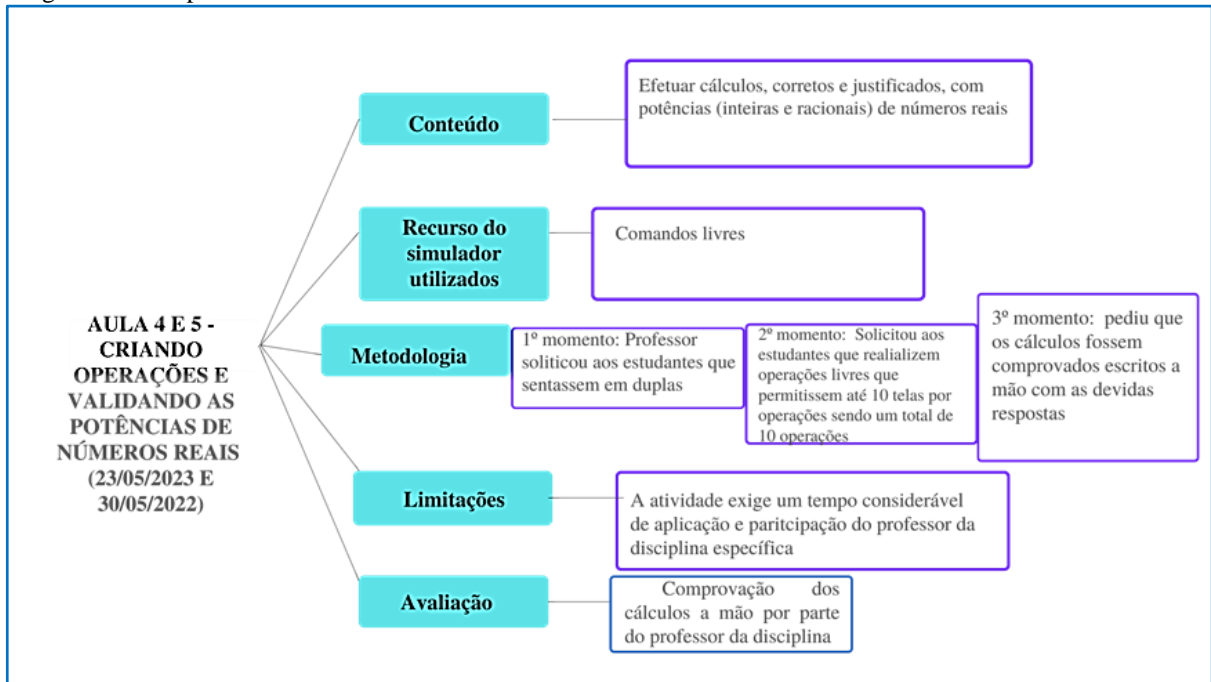 AULA 4 E 5 -
CRIANDO
OPERAÇÕES E
VALIDANDO AS
POTÊNCIAS DE
NÚMEROS REAIS
(23/05/2023 E
30/05/2022)
Conteúdo
Efetuar cálculos, corretos e justificados, com
potências (inteiras e racionais) de números reais
Recurso do
simulador
utilizados
Comandos livres
Metodologia
1º momento: Professor
soliticou aos estudantes que
sentassem em duplas
2º momento: Solicitou aos
estudantes que realializem
operações livres que
permitissem até 10 telas por
operações sendo um total de
10 operações
3º momento: pediu que
os cálculos fossem
comprovados escritos a
mão com as devidas
respostas
Limitações
A atividade exige um tempo considerável
de aplicação e paritcipação do professor da
disciplina específica
Avaliação
Comprovação dos
cálculos a mão por parte
do professor da disciplina